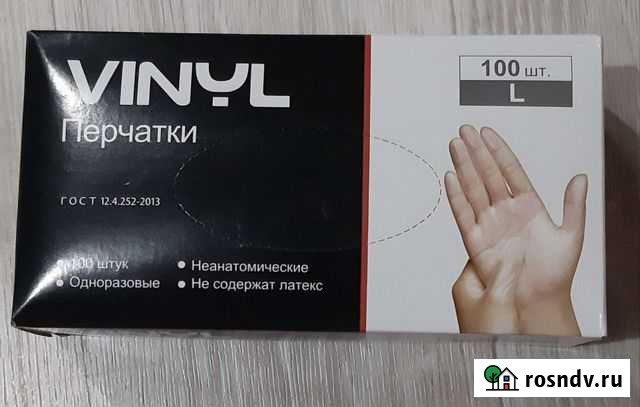 VINYL
Перчатки
ГОСТ 12.4.252-2013
• 100 штук
• Одноразовые
• Неанатомические
• Не содержат латекс
100 шт.
L
rosndv.ru